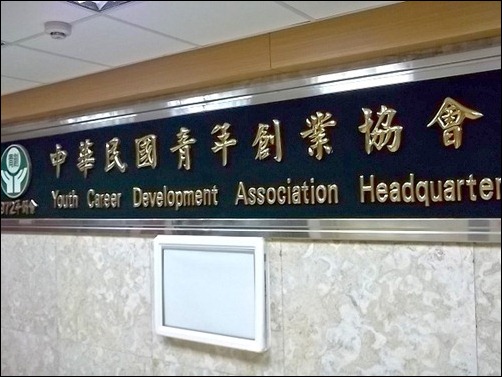 中華民國青年創業協會
Youth Career Development Association Headquarter